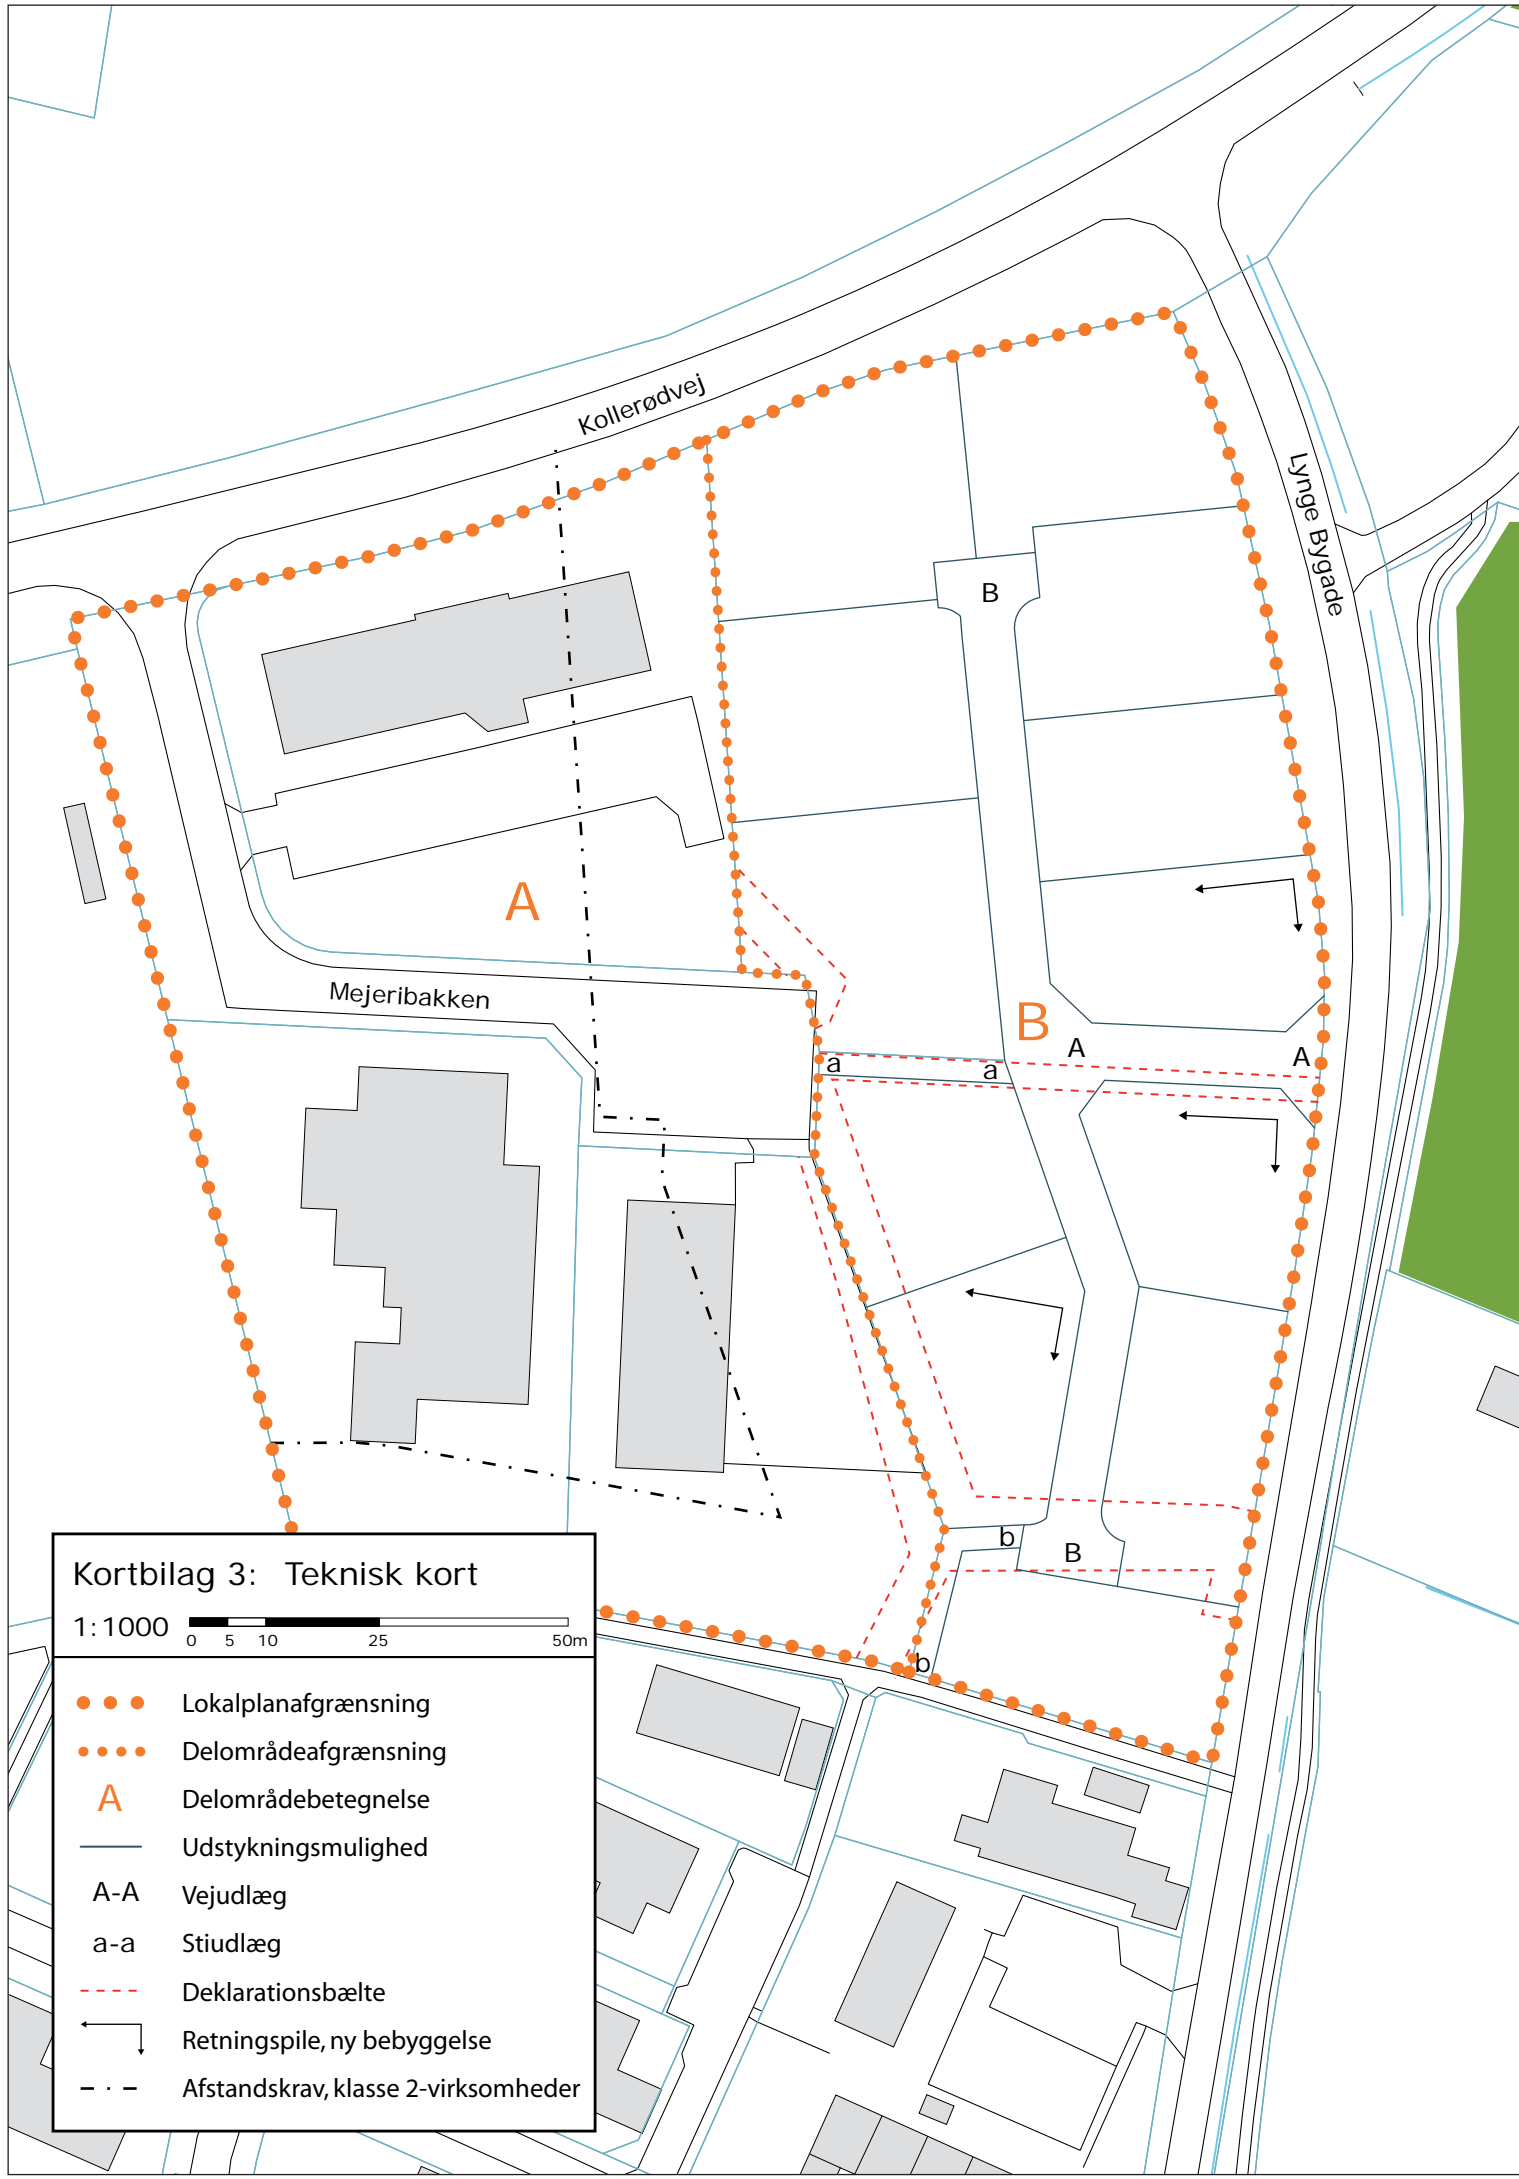 Kollerødvej
Lynge Bygade
B
A
Mejeribakken
B
A
A
a
a
b
B
b
Kortbilag 3: Teknisk kort
1:1000
0 5 10 25 50m
Lokalplanafgrænsning
Delområdeafgrænsning
A Delområdebetegnelse
Udstykningsmulighed
A-A Vejudlæg
a-a Stiudlæg
Deklarationsbælte
Retningspile, ny bebyggelse
Afstandskrav, klasse 2-virksomheder